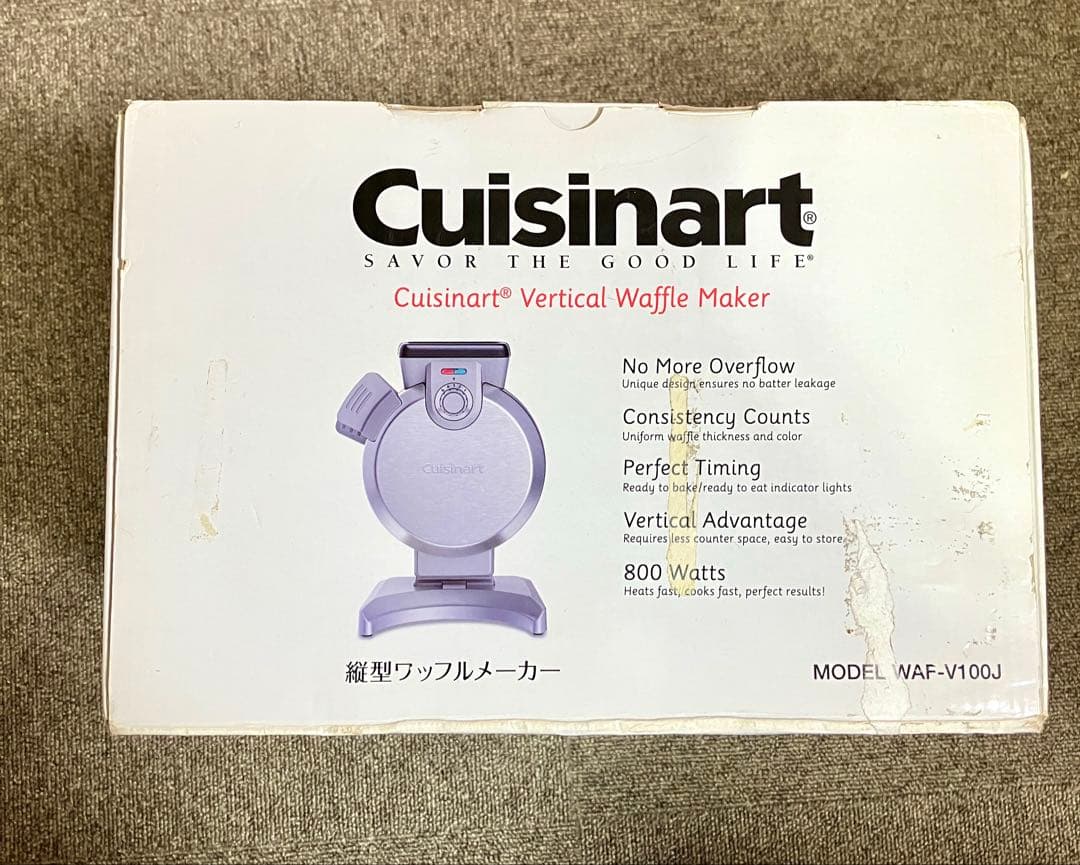 Cuisinart®
SAVOR THE GOOD LIFE®
Cuisinart® Vertical Waffle Maker
Cuisinart
No More Overflow
Unique design ensures no batter leakage
Consistency Counts
Uniform waffle thickness and color
Perfect Timing
Ready to bake/ready to eat indicator lights
Vertical Advantage
Requires less counter space, easy to store
800 Watts
Heats fast, cooks fast, perfect results!
縦型ワッフルメーカー
MODEL WAF-V100J